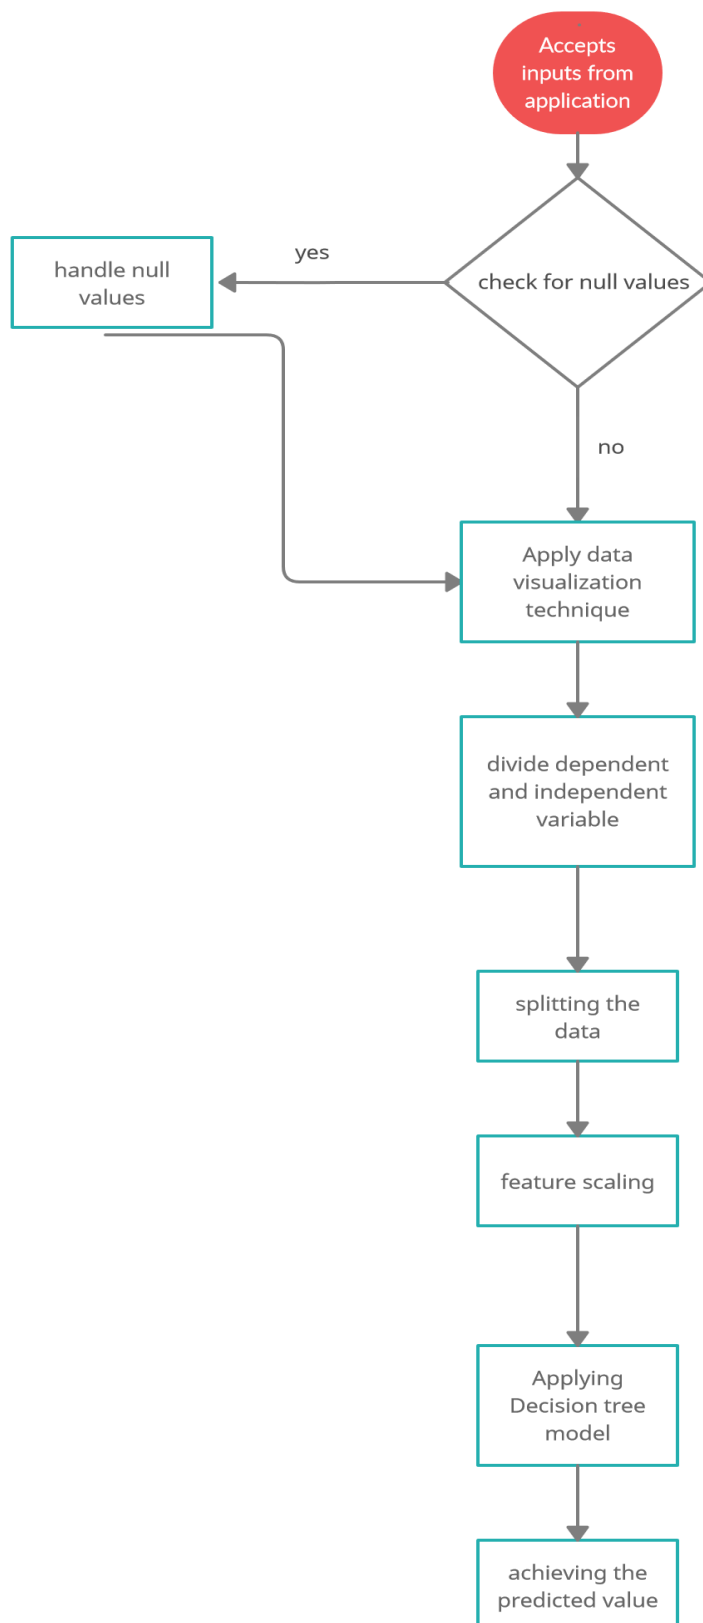 Accepts
inputs from
application
check for null values
yes
handle null
values
no
Apply data
visualization
technique
divide dependent
and independent
variable
splitting the
data
feature scaling
Applying
Decision tree
model
achieving the
predicted value